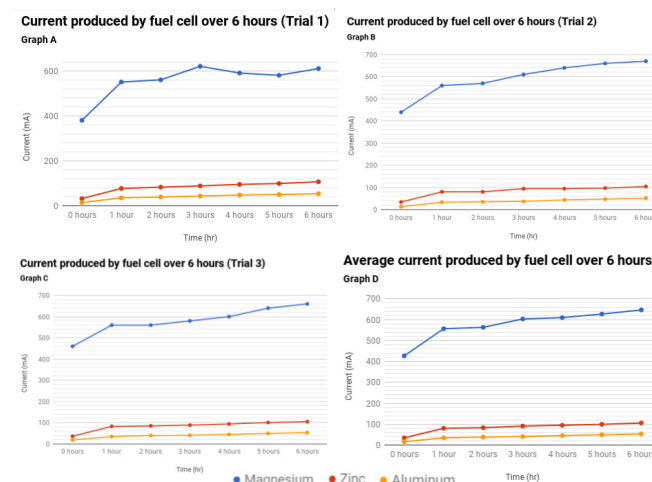 Current produced by fuel cell over 6 hours (Trial 1)
Graph A
Current (mA)
600
400
200
0
0 hours 1 hour 2 hours 3 hours 4 hours 5 hours 6 hours
Time (hr)
Current produced by fuel cell over 6 hours (Trial 2)
Graph B
Current (mA)
700
600
500
400
300
200
100
0
0 hours 1 hour 2 hours 3 hours 4 hours 5 hours 6 hou
Time (hr)
Current produced by fuel cell over 6 hours (Trial 3)
Graph C
Current (mA)
700
600
500
400
300
200
100
0
0 hours 1 hour 2 hours 3 hours 4 hours 5 hours 6 hours
Time (hr)
Average current produced by fuel cell over 6 hours
Graph D
Current (mA)
700
600
500
400
300
200
100
0
0 hours 1 hour 2 hours 3 hours 4 hours 5 hours 6 hou
Time (hr)
Magnesium Zinc Aluminum